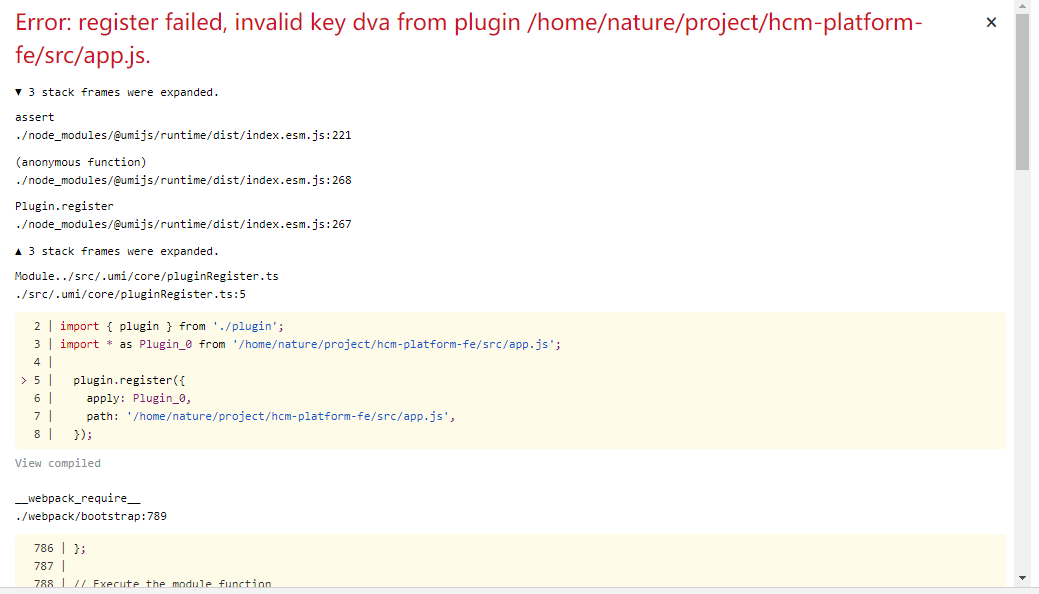 Error: register failed, invalid key dva from plugin /home/nature/project/hcm-platform-
fe/src/app.js.
×
▼ 3 stack frames were expanded.
assert
./node_modules/@umijs/runtime/dist/index.esm.js:221
(anonymous function)
./node_modules/@umijs/runtime/dist/index.esm.js:268
Plugin.register
./node_modules/@umijs/runtime/dist/index.esm.js:267
▲ 3 stack frames were expanded.
Module../src/.umi/core/pluginRegister.ts
./src/.umi/core/pluginRegister.ts:5
2 | import { plugin } from './plugin';
3 | import * as Plugin_0 from '/home/nature/project/hcm-platform-fe/src/app.js';
4 |
> 5 |   plugin.register({
6 |     apply: Plugin_0,
7 |     path: '/home/nature/project/hcm-platform-fe/src/app.js',
8 |   });
View compiled
__webpack_require__
./webpack/bootstrap:789
786 | };
787 |
788 | // Execute the module function